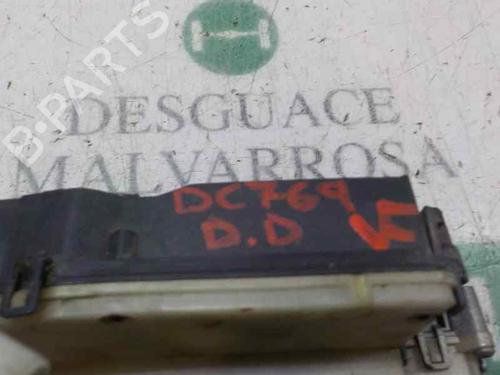 B-PARTS
DESGUACE
MALVARROSA
DC769
D.D